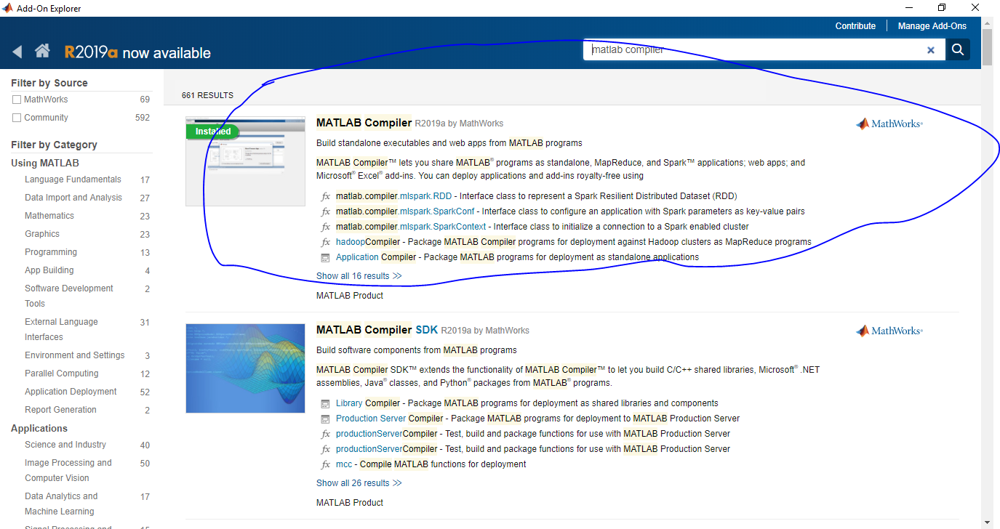 Add-On Explorer
Contribute
Manage Add-Ons
R2019a now available
matlab compiler
Filter by Source
MathWorks 69
Community 592
Filter by Category
Using MATLAB
Language Fundamentals 17
Data Import and Analysis 27
Mathematics 23
Graphics 23
Programming 13
App Building 4
Software Development 2
Tools
External Language 31
Interfaces
Environment and Settings 3
Parallel Computing 12
Application Deployment 52
Report Generation 2
Applications
Science and Industry 40
Image Processing and 50
Computer Vision
Data Analytics and 17
Machine Learning
Signal Processing and 15
661 RESULTS
Installed
MATLAB Compiler R2019a by MathWorks
MathWorks®
Build standalone executables and web apps from MATLAB programs
MATLAB Compiler™ lets you share MATLAB® programs as standalone, MapReduce, and Spark™ applications; web apps; and
Microsoft® Excel® add-ins. You can deploy applications and add-ins royalty-free using
fx matlab.compiler.mlspark.RDD - Interface class to represent a Spark Resilient Distributed Dataset (RDD)
fx matlab.compiler.mlspark.SparkConf - Interface class to configure an application with Spark parameters as key-value pairs
fx matlab.compiler.mlspark.SparkContext - Interface class to initialize a connection to a Spark enabled cluster
fx hadoopCompiler - Package MATLAB Compiler programs for deployment against Hadoop clusters as MapReduce programs
Application Compiler - Package MATLAB programs for deployment as standalone applications
Show all 16 results >>
MATLAB Product
MATLAB Compiler SDK R2019a by MathWorks
MathWorks®
Build software components from MATLAB programs
MATLAB Compiler SDK™ extends the functionality of MATLAB Compiler™ to let you build C/C++ shared libraries, Microsoft® .NET
assemblies, Java® classes, and Python® packages from MATLAB® programs.
Library Compiler - Package MATLAB programs for deployment as shared libraries and components
Production Server Compiler - Package MATLAB programs for deployment to MATLAB Production Server
fx productionServerCompiler - Test, build and package functions for use with MATLAB Production Server
fx productionServerCompiler - Test, build and package functions for use with MATLAB Production Server
fx mcc - Compile MATLAB functions for deployment
Show all 26 results >>
MATLAB Product